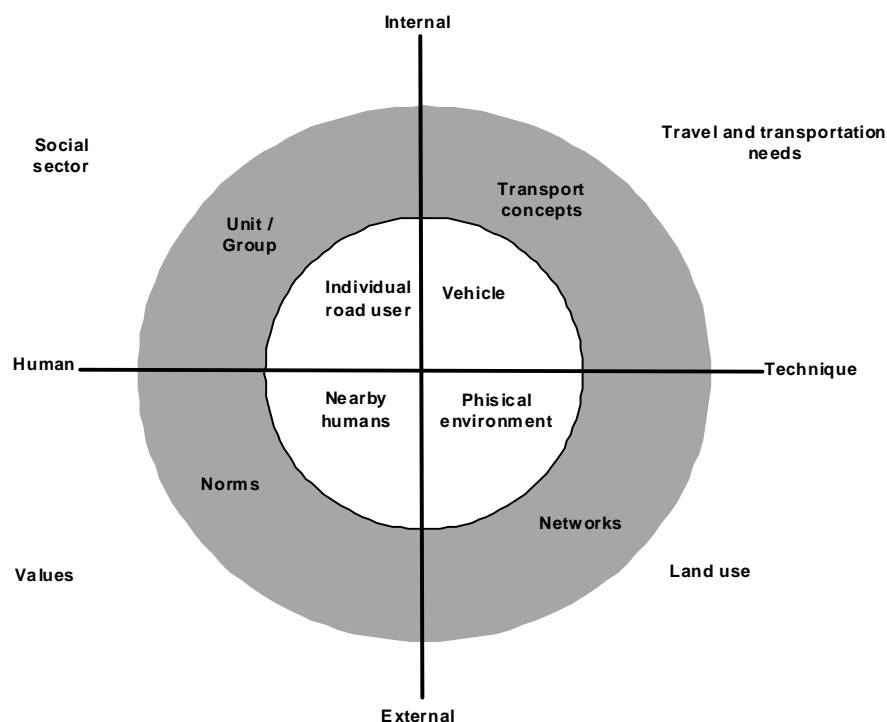 Internal
Social
sector
Travel and transportation
needs
Unit /
Group
Transport
concepts
Individual
road user
Vehicle
Human
Technique
Nearby
humans
Phisical
environment
Norms
Networks
Values
Land use
External